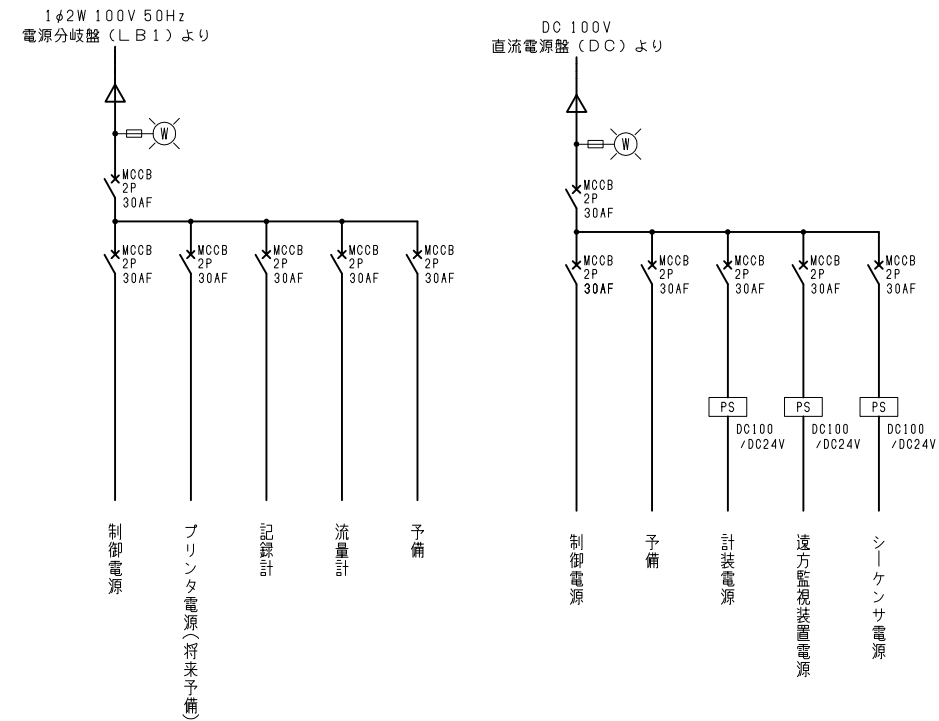 1φ2W 100V 50Hz
電源分岐盤(LB1)より
W
MCCB
2P
30AF
MCCB
2P
30AF
MCCB
2P
30AF
MCCB
2P
30AF
MCCB
2P
30AF
MCCB
2P
30AF
制御電源
プリンタ電源(将来予備)
記録計
流量計
予備
DC 100V
直流電源盤(DC)より
W
MCCB
2P
30AF
MCCB
2P
30AF
MCCB
2P
30AF
MCCB
2P
30AF
MCCB
2P
30AF
MCCB
2P
30AF
PS
DC100
/DC24V
PS
DC100
/DC24V
PS
DC100
/DC24V
制御電源
予備
計装電源
遠方監視装置電源
シーケンサ電源